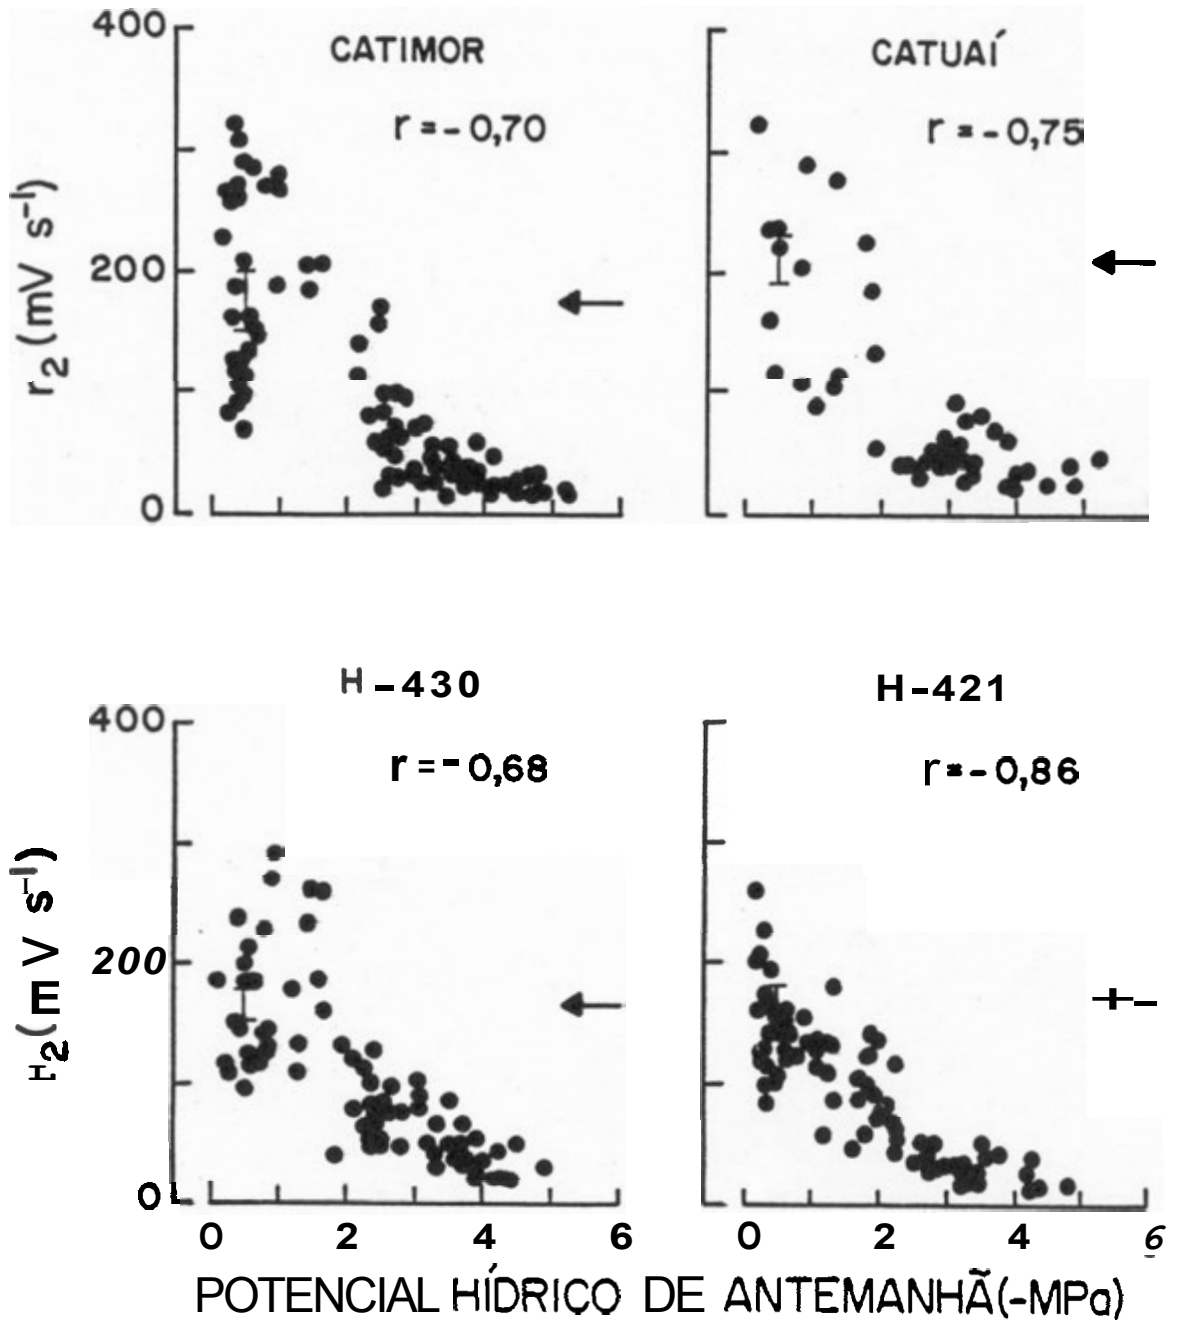 400
CATIMOR
CATUAÍ
r = - 0,70
r = - 0,75
200
0
r2 (mV s-1)
H-430
H-421
400
r = - 0,68
r = - 0,86
200
0
H2(m V s-1)
0 2 4 6
0 2 4 6
POTENCIAL HÍDRICO DE ANTEMANHÃ(-MPa)